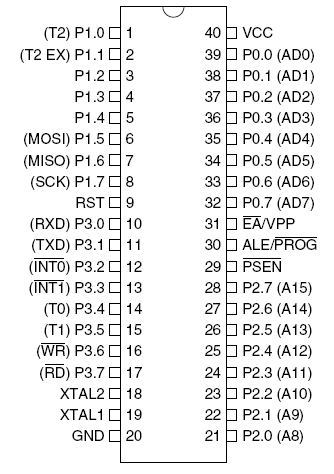 (T2) P1.0 1 40 VCC
(T2 EX) P1.1 2 39 P0.0 (AD0)
P1.2 3 38 P0.1 (AD1)
P1.3 4 37 P0.2 (AD2)
P1.4 5 36 P0.3 (AD3)
(MOSI) P1.5 6 35 P0.4 (AD4)
(MISO) P1.6 7 34 P0.5 (AD5)
(SCK) P1.7 8 33 P0.6 (AD6)
RST 9 32 P0.7 (AD7)
(RXD) P3.0 10 31 E̅A̅/VPP
(TXD) P3.1 11 30 ALE/P̅R̅O̅G̅
(I̅N̅T̅0̅) P3.2 12 29 P̅S̅E̅N̅
(I̅N̅T̅1̅) P3.3 13 28 P2.7 (A15)
(T0) P3.4 14 27 P2.6 (A14)
(T1) P3.5 15 26 P2.5 (A13)
(W̅R̅) P3.6 16 25 P2.4 (A12)
(R̅D̅) P3.7 17 24 P2.3 (A11)
XTAL2 18 23 P2.2 (A10)
XTAL1 19 22 P2.1 (A9)
GND 20 21 P2.0 (A8)